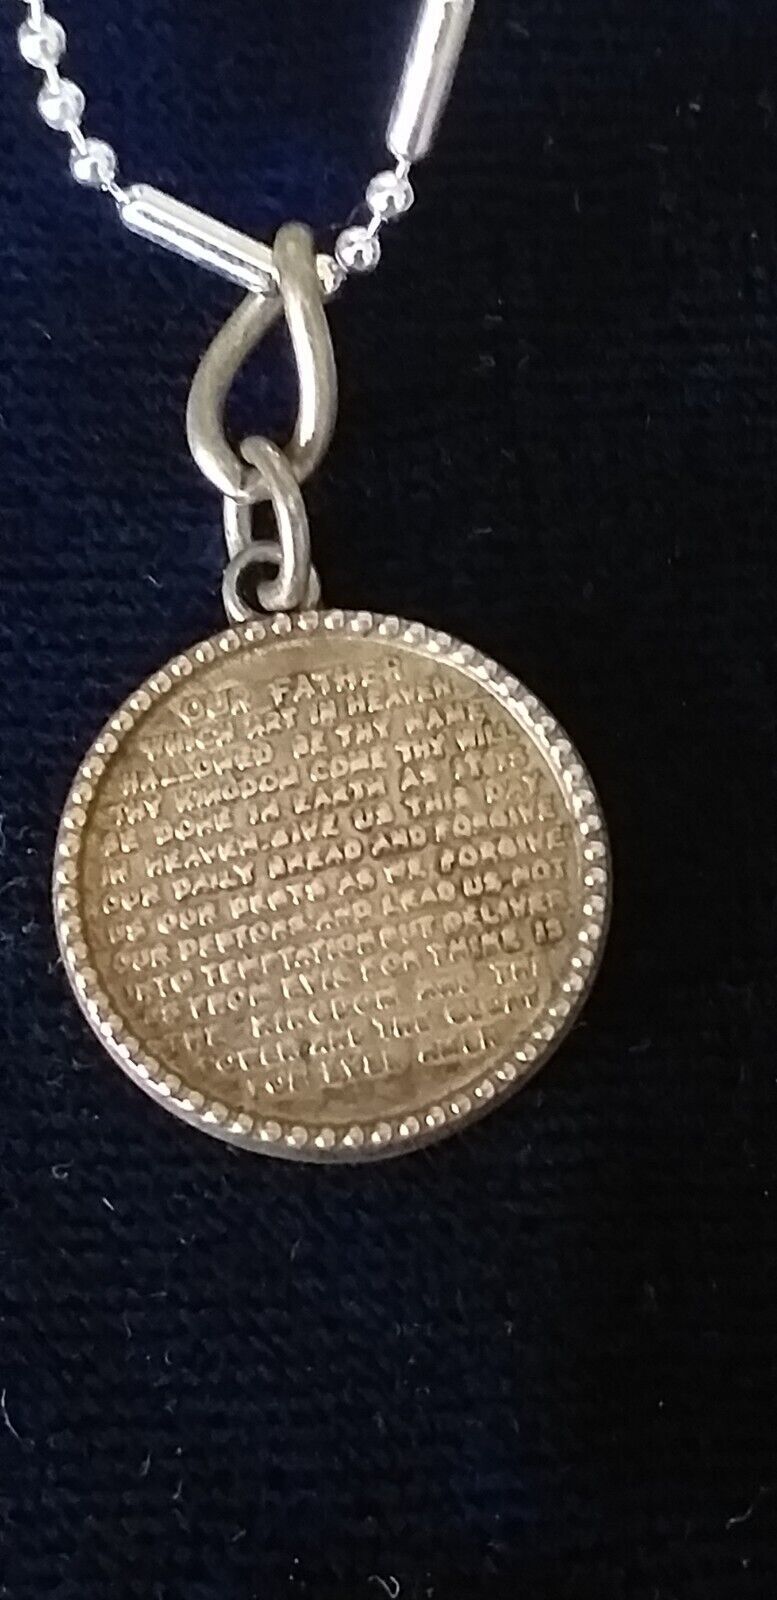 OUR FATHER
WHICH ART IN HEAVEN
HALLOWED BE THY NAME
THY KINGDOM COME THY WILL
BE DONE IN EARTH AS IT IS
IN HEAVEN. GIVE US THIS DAY
OUR DAILY BREAD AND FORGIVE
US OUR DEBTS AS WE FORGIVE
OUR DEBTORS. AND LEAD US NOT
INTO TEMPTATION BUT DELIVER
US FROM EVIL FOR THINE IS
THE KINGDOM AND THE
POWER AND THE GLORY
FOR EVER